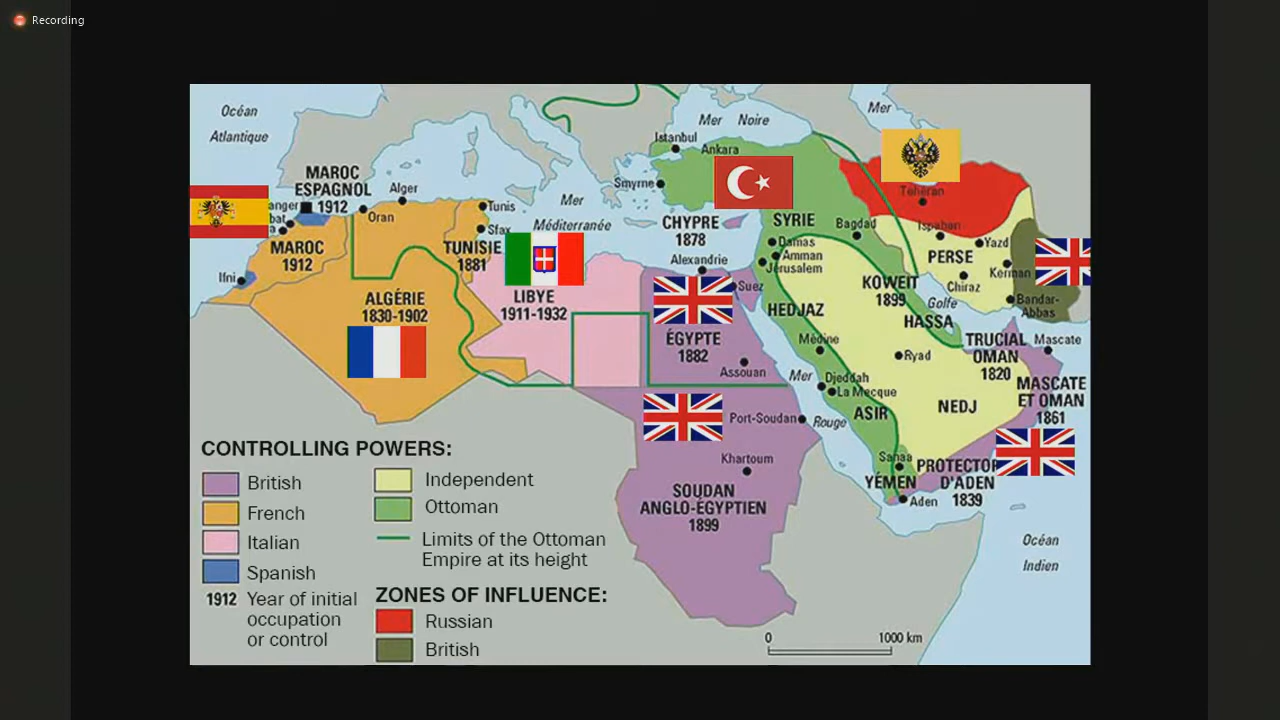 Recording
Océan
Atlantique
Mer
Mer Noire
Istanbul
Ankara
Smyrne
MAROC
ESPAGNOL
1912
Alger
Oran
Tunis
Sfax
Mer
Méditerranée
CHYPRE
1878
SYRIE
Bagdad
Téhéran
Ispahan
Yazd
PERSE
Kerman
Chiraz
Bandar-
Abbas
anger
bat
a
MAROC
1912
TUNISIE
1881
Alexandrie
Damas
Amman
Jérusalem
Ifni
ALGÉRIE
1830-1902
LIBYE
1911-1932
Suez
KOWEIT
1899
Golfe
HEDJAZ
HASSA
ÉGYPTE
1882
Médine
Ryad
TRUCIAL
OMAN
1820
Mascate
Assouan
Mer
Djeddah
La Mecque
MASCATE
ET OMAN
1861
NEDJ
ASIR
Port-Soudan
Rouge
Khartoum
Sanaa
YÉMEN
PROTECTOR
D'ADEN
1839
Aden
SOUDAN
ANGLO-ÉGYPTIEN
1899
Océan
Indien
CONTROLLING POWERS:
British
French
Italian
Spanish
1912 Year of initial
occupation
or control
Independent
Ottoman
Limits of the Ottoman
Empire at its height
ZONES OF INFLUENCE:
Russian
British
0 1000 km